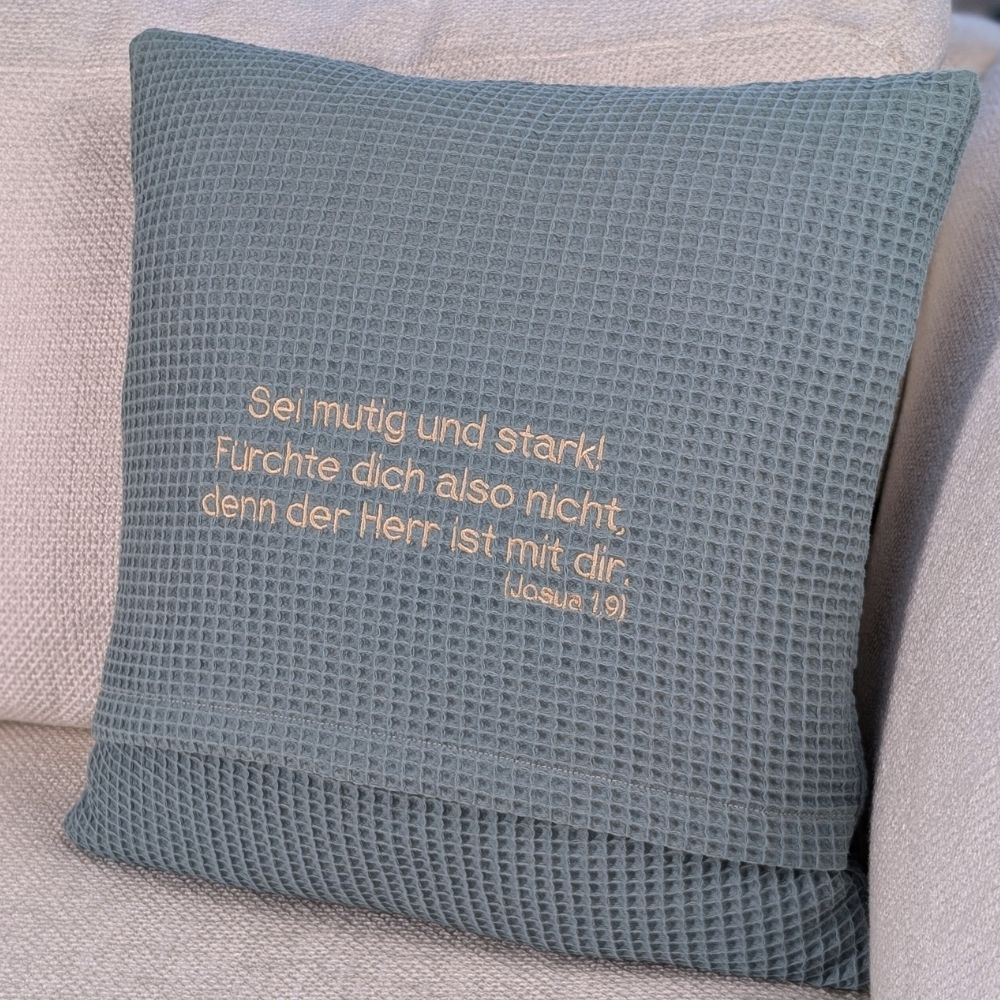 Sei mutig und stark!
Fürchte dich also nicht,
denn der Herr ist mit dir.
(Josua 1,9)